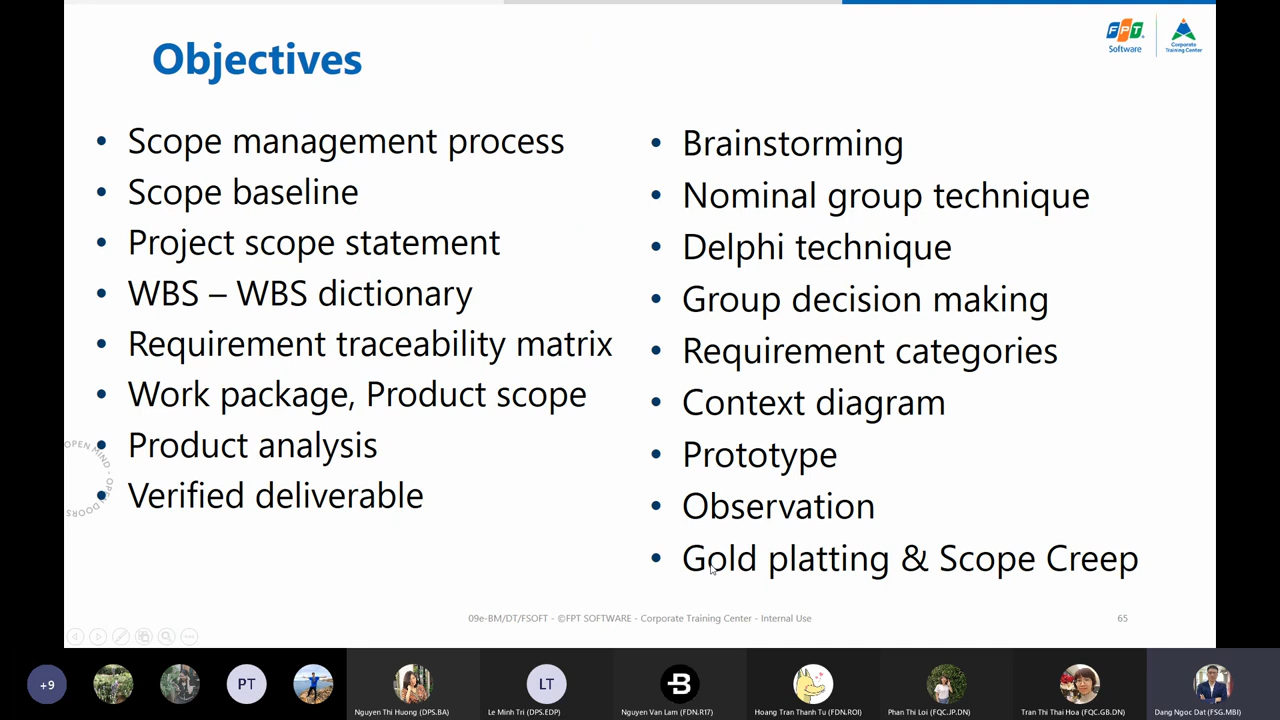 Objectives
FPT
Software
Corporate
Training Center
• Scope management process
• Scope baseline
• Project scope statement
• WBS – WBS dictionary
• Requirement traceability matrix
• Work package, Product scope
• Product analysis
• Verified deliverable
• Brainstorming
• Nominal group technique
• Delphi technique
• Group decision making
• Requirement categories
• Context diagram
• Prototype
• Observation
• Gold platting & Scope Creep
OPEN MIND - OPEN DOORS
09e-BM/DT/FSOFT - ©FPT SOFTWARE - Corporate Training Center - Internal Use
65
+9
PT
LT
B
Nguyen Thi Huong (DPS.BA)
Le Minh Tri (DPS.EDP)
Nguyen Van Lam (FDN.R17)
Hoang Tran Thanh Tu (FDN.ROI)
Phan Thi Loi (FQC.JP.DN)
Tran Thi Thai Hoa (FQC.GB.DN)
Dang Ngoc Dat (FSG.MBI)